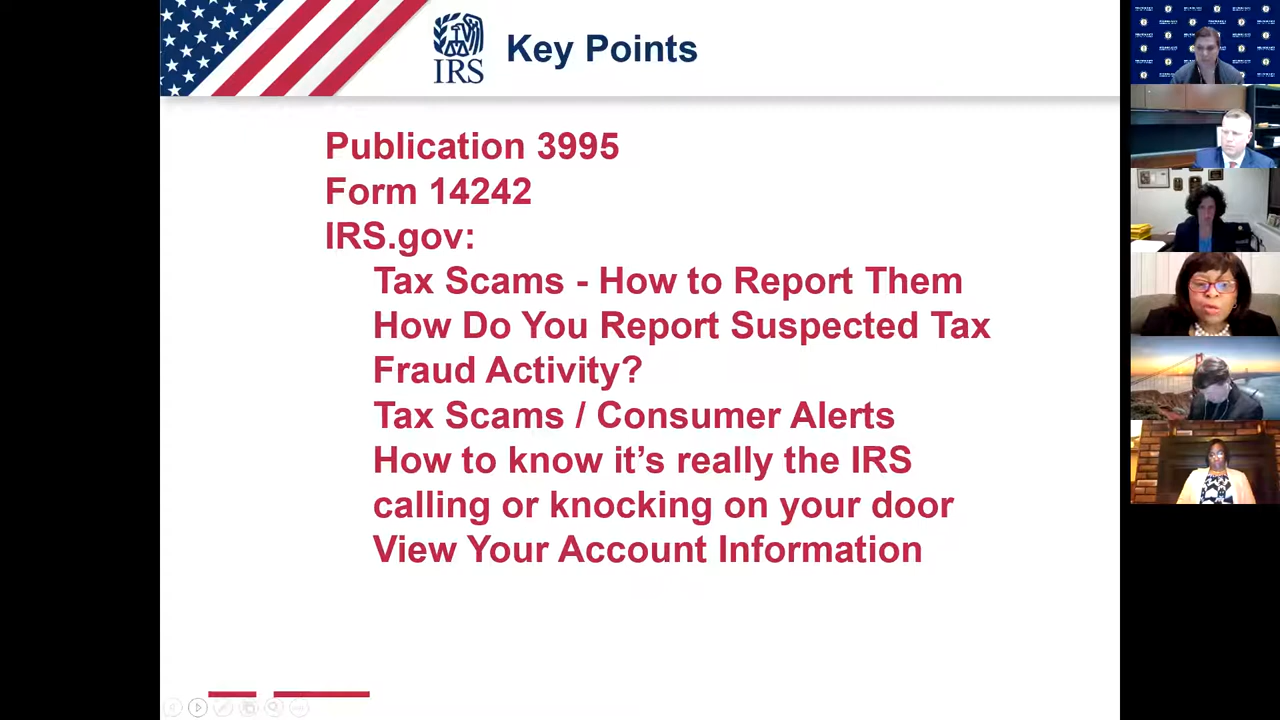 IRS
Key Points
Publication 3995
Form 14242
IRS.gov:
Tax Scams - How to Report Them
How Do You Report Suspected Tax
Fraud Activity?
Tax Scams / Consumer Alerts
How to know it’s really the IRS
calling or knocking on your door
View Your Account Information